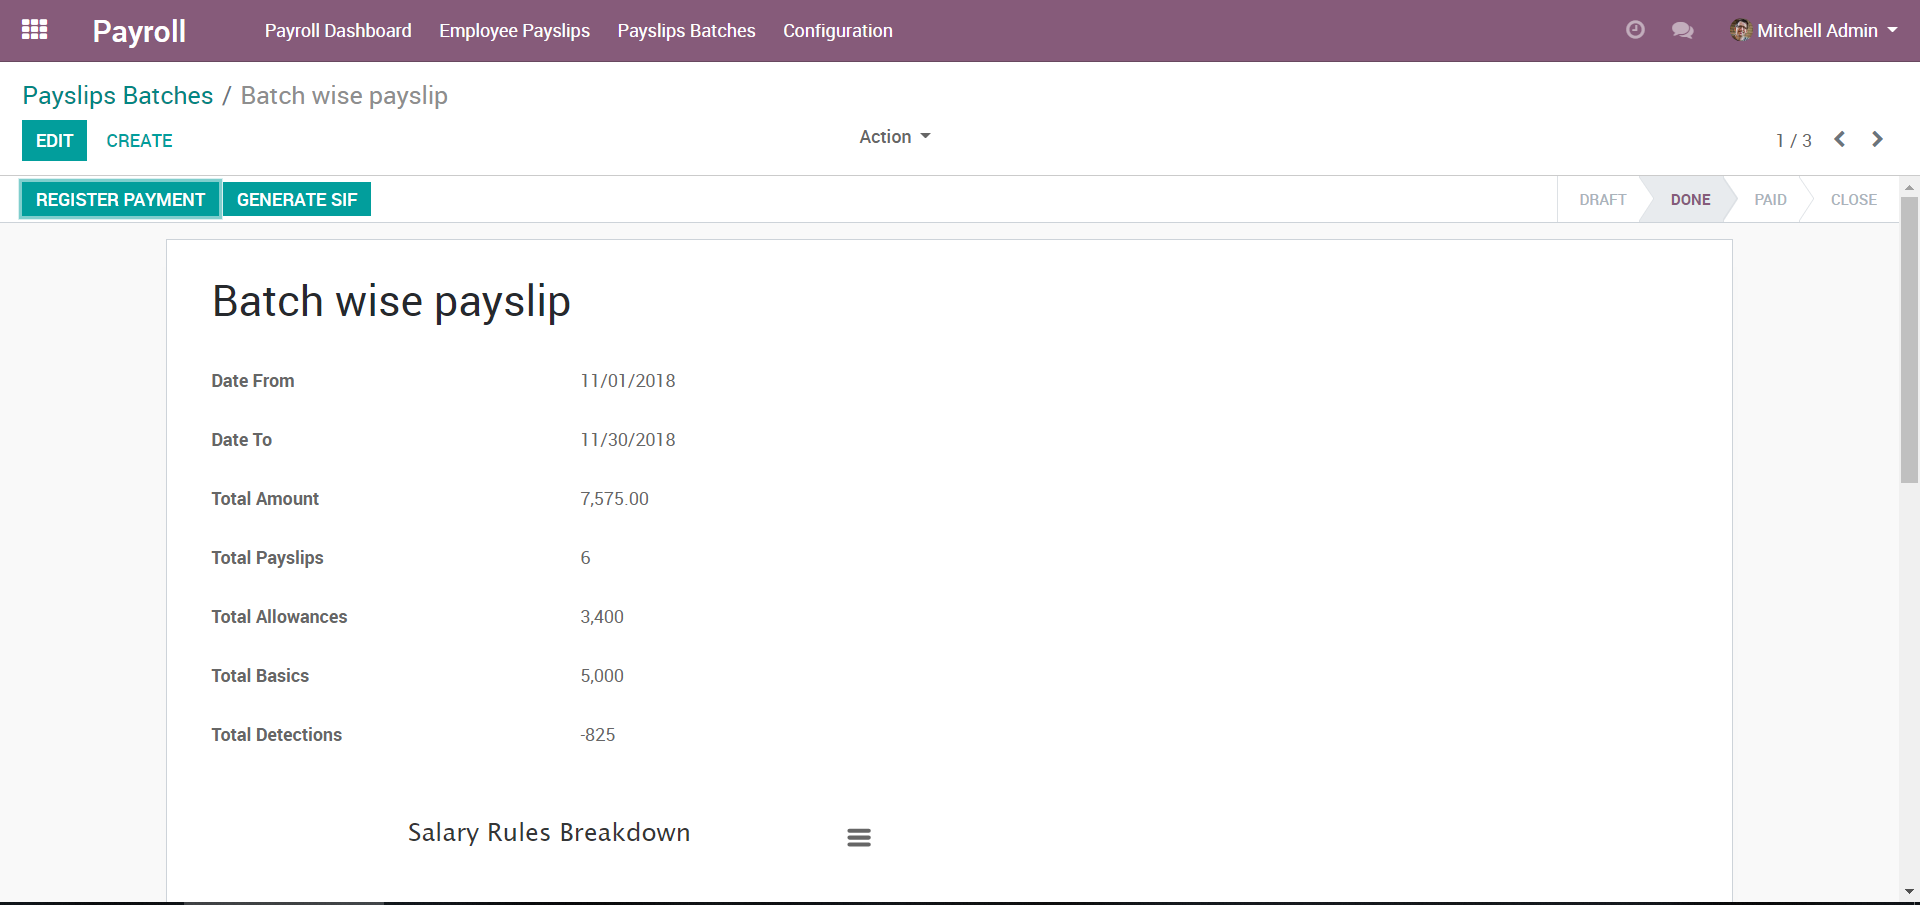 Payroll Payroll Dashboard Employee Payslips Payslips Batches Configuration Mitchell Admin
Payslips Batches / Batch wise payslip
EDIT CREATE Action 1 / 3
REGISTER PAYMENT GENERATE SIF DRAFT DONE PAID CLOSE
Batch wise payslip
Date From 11/01/2018
Date To 11/30/2018
Total Amount 7,575.00
Total Payslips 6
Total Allowances 3,400
Total Basics 5,000
Total Detections -825
Salary Rules Breakdown